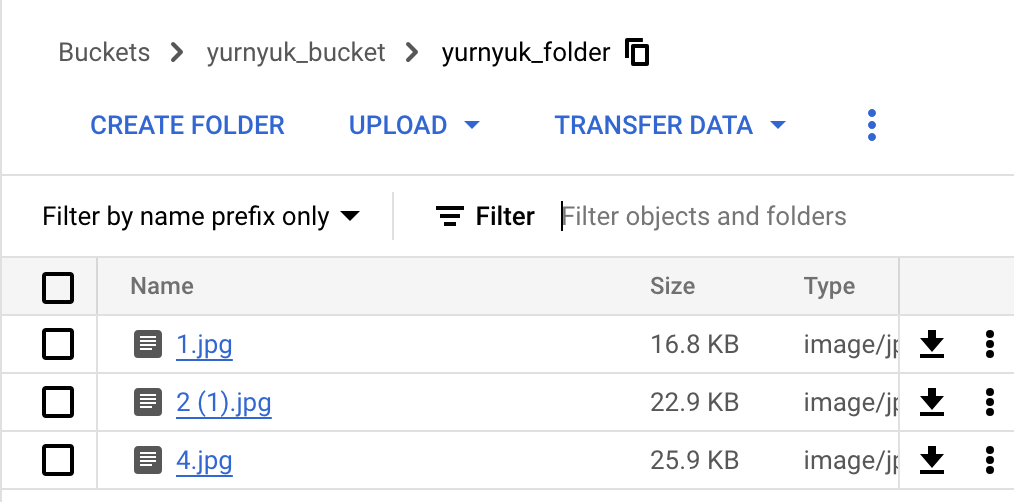 Buckets > yurnyuk_bucket > yurnyuk_folder
CREATE FOLDER UPLOAD TRANSFER DATA
Filter by name prefix only Filter Filter objects and folders
Name Size Type
1.jpg 16.8 KB image/jp
2 (1).jpg 22.9 KB image/jp
4.jpg 25.9 KB image/jp